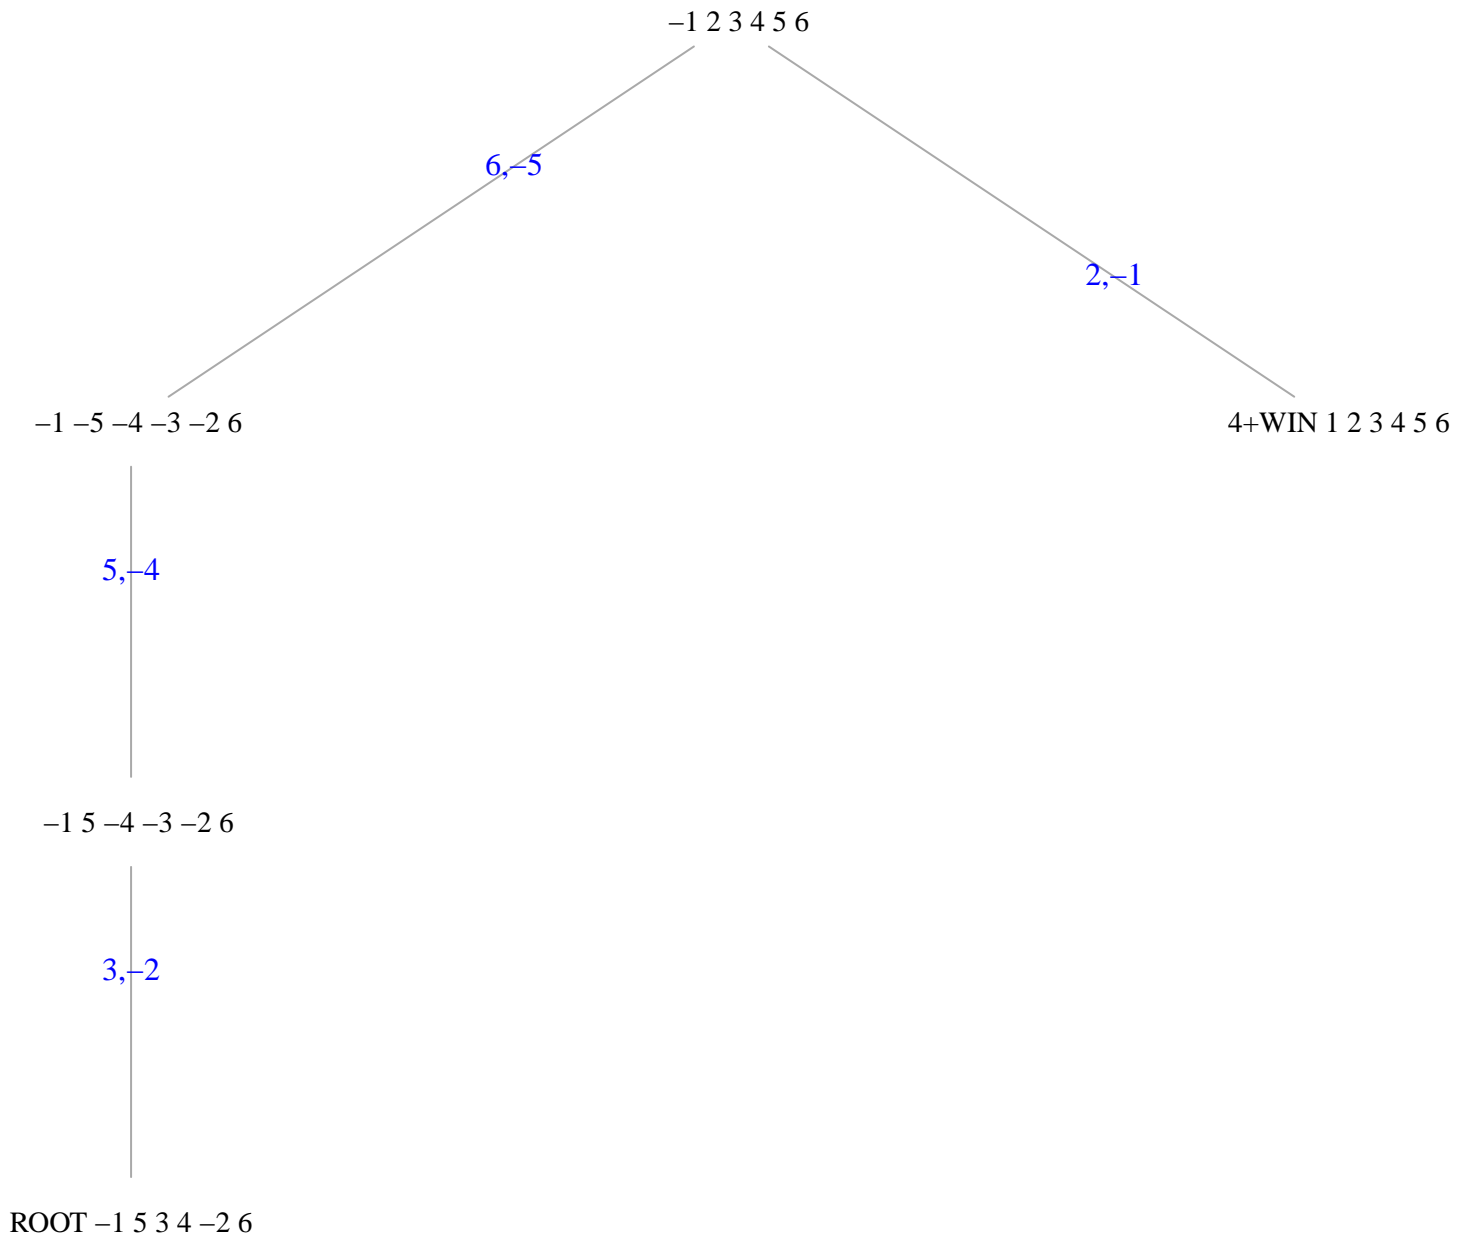 –1 2 3 4 5 6
6,–5
2,–1
–1 –5 –4 –3 –2 6
4+WIN 1 2 3 4 5 6
5,–4
–1 5 –4 –3 –2 6
3,–2
ROOT –1 5 3 4 –2 6